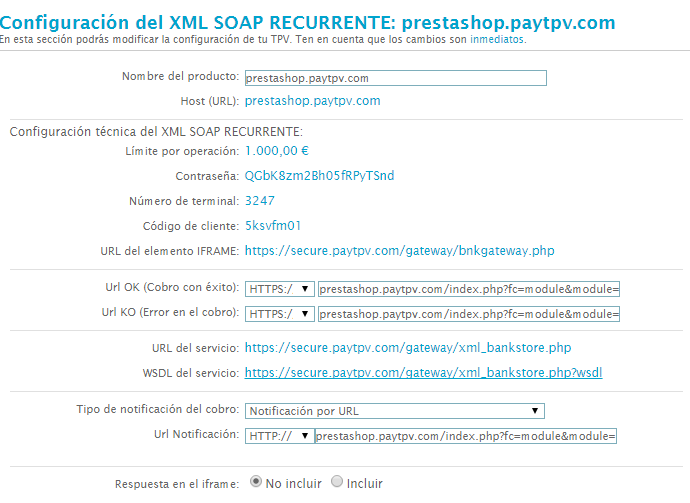 Configuración del XML SOAP RECURRENTE: prestashop.paytpv.com
En esta sección podrás modificar la configuración de tu TPV. Ten en cuenta que los cambios son inmediatos.
Nombre del producto: prestashop.paytpv.com
Host (URL): prestashop.paytpv.com
Configuración técnica del XML SOAP RECURRENTE:
Límite por operación: 1.000,00 €
Contraseña: QGbK8zm2Bh05fRPyTSnd
Número de terminal: 3247
Código de cliente: 5ksvfm01
URL del elemento IFRAME: https://secure.paytpv.com/gateway/bnkgateway.php
Url OK (Cobro con éxito): HTTPS:/ prestashop.paytpv.com/index.php?fc=module&module=
Url KO (Error en el cobro): HTTPS:/ prestashop.paytpv.com/index.php?fc=module&module=
URL del servicio: https://secure.paytpv.com/gateway/xml_bankstore.php
WSDL del servicio: https://secure.paytpv.com/gateway/xml_bankstore.php?wsdl
Tipo de notificación del cobro: Notificación por URL
Url Notificación: HTTP:// prestashop.paytpv.com/index.php?fc=module&module=
Respuesta en el iframe: No incluir Incluir